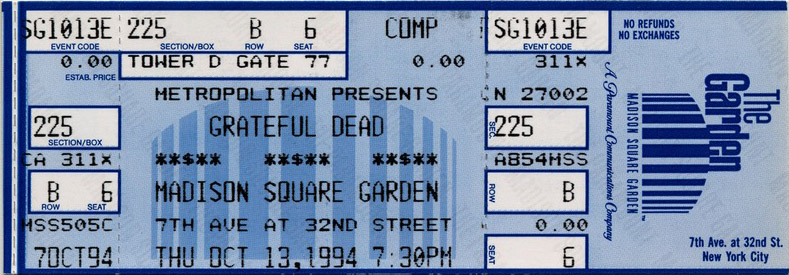 SG1013E 225 B 6 COMP SG1013E
EVENT CODE SECTION/BOX ROW SEAT EVENT CODE
0.00 TOWER D GATE 77 0.00 311X
ESTAB. PRICE
METROPOLITAN PRESENTS N 27002
225 GRATEFUL DEAD SEC. 225
SECTION/BOX
CA 311X **$** **$** **$** A854MSS
B 6 MADISON SQUARE GARDEN ROW B
ROW SEAT
MSS505C 7TH AVE AT 32ND STREET 0.00
7OCT94 THU OCT 13,1994 7:30PM SEAT 6
NO REFUNDS
NO EXCHANGES
The
Garden
MADISON SQUARE GARDEN™
A Paramount Communications Company
7th Ave. at 32nd St.
New York City